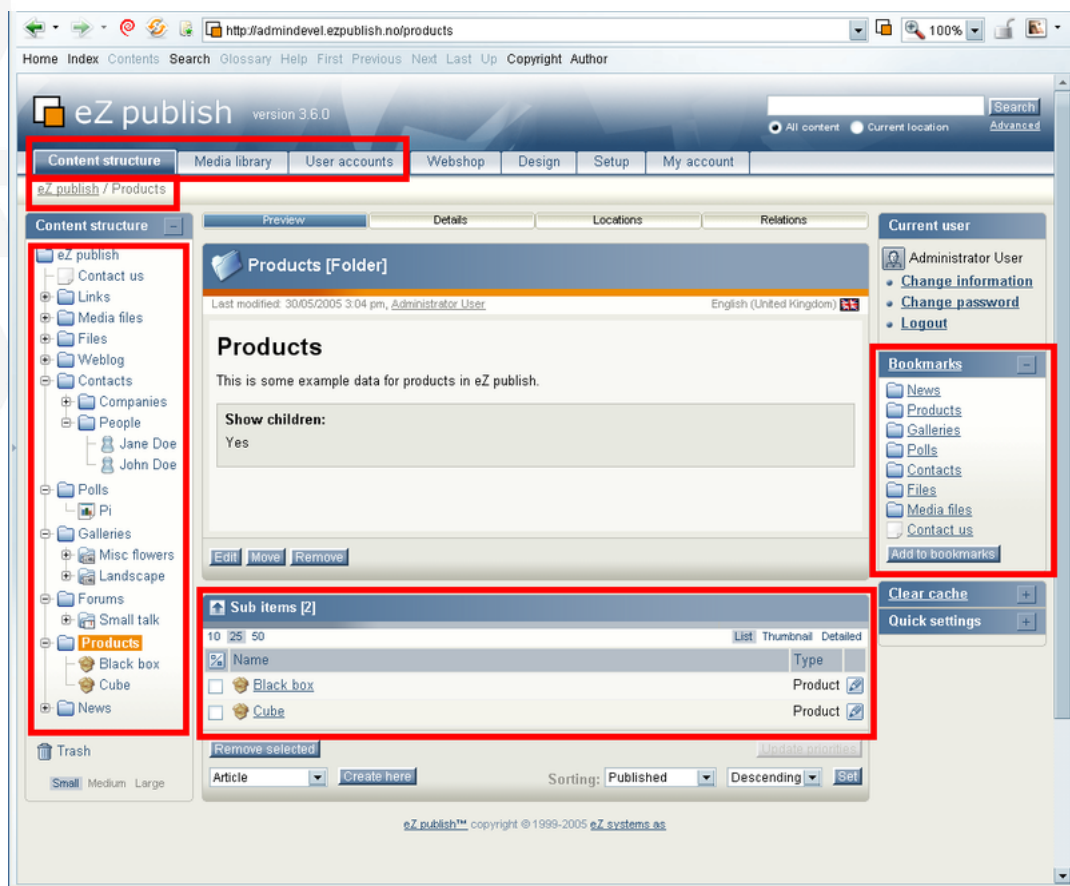 http://admindevel.ezpublish.no/products 100%
Home Index Contents Search Glossary Help First Previous Next Last Up Copyright Author
eZ publish version 3.6.0
Search
All content Current location Advanced
Content structure Media library User accounts Webshop Design Setup My account
eZ publish / Products
Content structure
eZ publish
Contact us
Links
Media files
Files
Weblog
Contacts
Companies
People
Jane Doe
John Doe
Polls
Pi
Galleries
Misc flowers
Landscape
Forums
Small talk
Products
Black box
Cube
News
Trash
Small Medium Large
Preview Details Locations Relations
Products [Folder]
Last modified: 30/05/2005 3:04 pm, Administrator User English (United Kingdom)
Products
This is some example data for products in eZ publish.
Show children:
Yes
Edit Move Remove
Sub items [2]
10 25 50 List Thumbnail Detailed
Name Type
Black box Product
Cube Product
Remove selected Update priorities
Article Create here Sorting: Published Descending Set
Current user
Administrator User
Change information
Change password
Logout
Bookmarks
News
Products
Galleries
Polls
Contacts
Files
Media files
Contact us
Add to bookmarks
Clear cache
Quick settings
eZ publish™ copyright © 1999-2005 eZ systems as